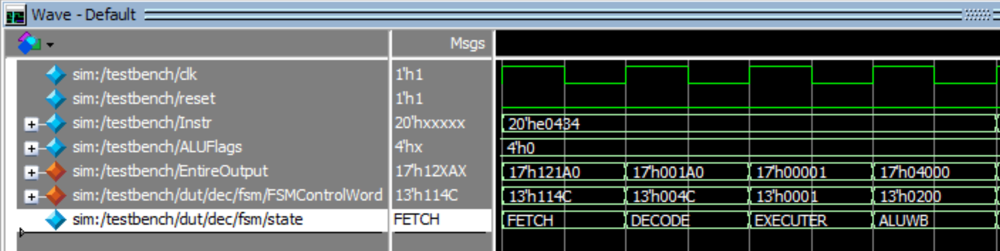 Wave - Default
Msgs
sim:/testbench/clk 1'h1
sim:/testbench/reset 1'h1
sim:/testbench/Instr 20'hxxxxx 20'he0434
sim:/testbench/ALUFlags 4'hx 4'h0
sim:/testbench/EntireOutput 17'h12XAX 17'h121A0 17'h001A0 17'h00001 17'h04000
sim:/testbench/dut/dec/fsm/FSMControlWord 13'h114C 13'h114C 13'h004C 13'h0001 13'h0200
sim:/testbench/dut/dec/fsm/state FETCH FETCH DECODE EXECUTER ALUWB